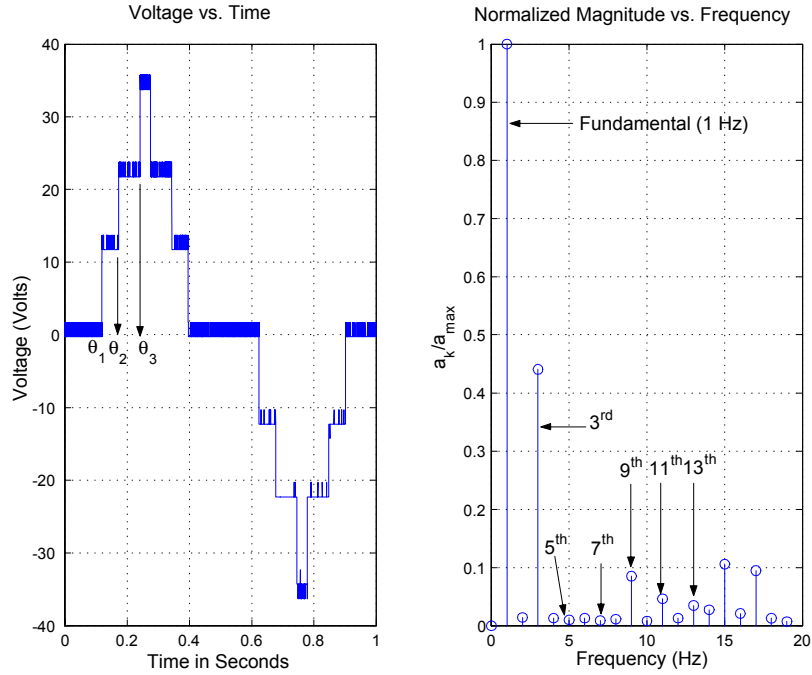 Voltage vs. Time
40
30
20
10
0
-10
-20
-30
-40
Voltage (Volts)
θ1 θ2 θ3
0 0.2 0.4 0.6 0.8 1
Time in Seconds
Normalized Magnitude vs. Frequency
1
0.9
0.8
0.7
0.6
0.5
0.4
0.3
0.2
0.1
0
a_k/a_max
Fundamental (1 Hz)
3rd
9th 11th 13th
5th 7th
0 5 10 15 20
Frequency (Hz)